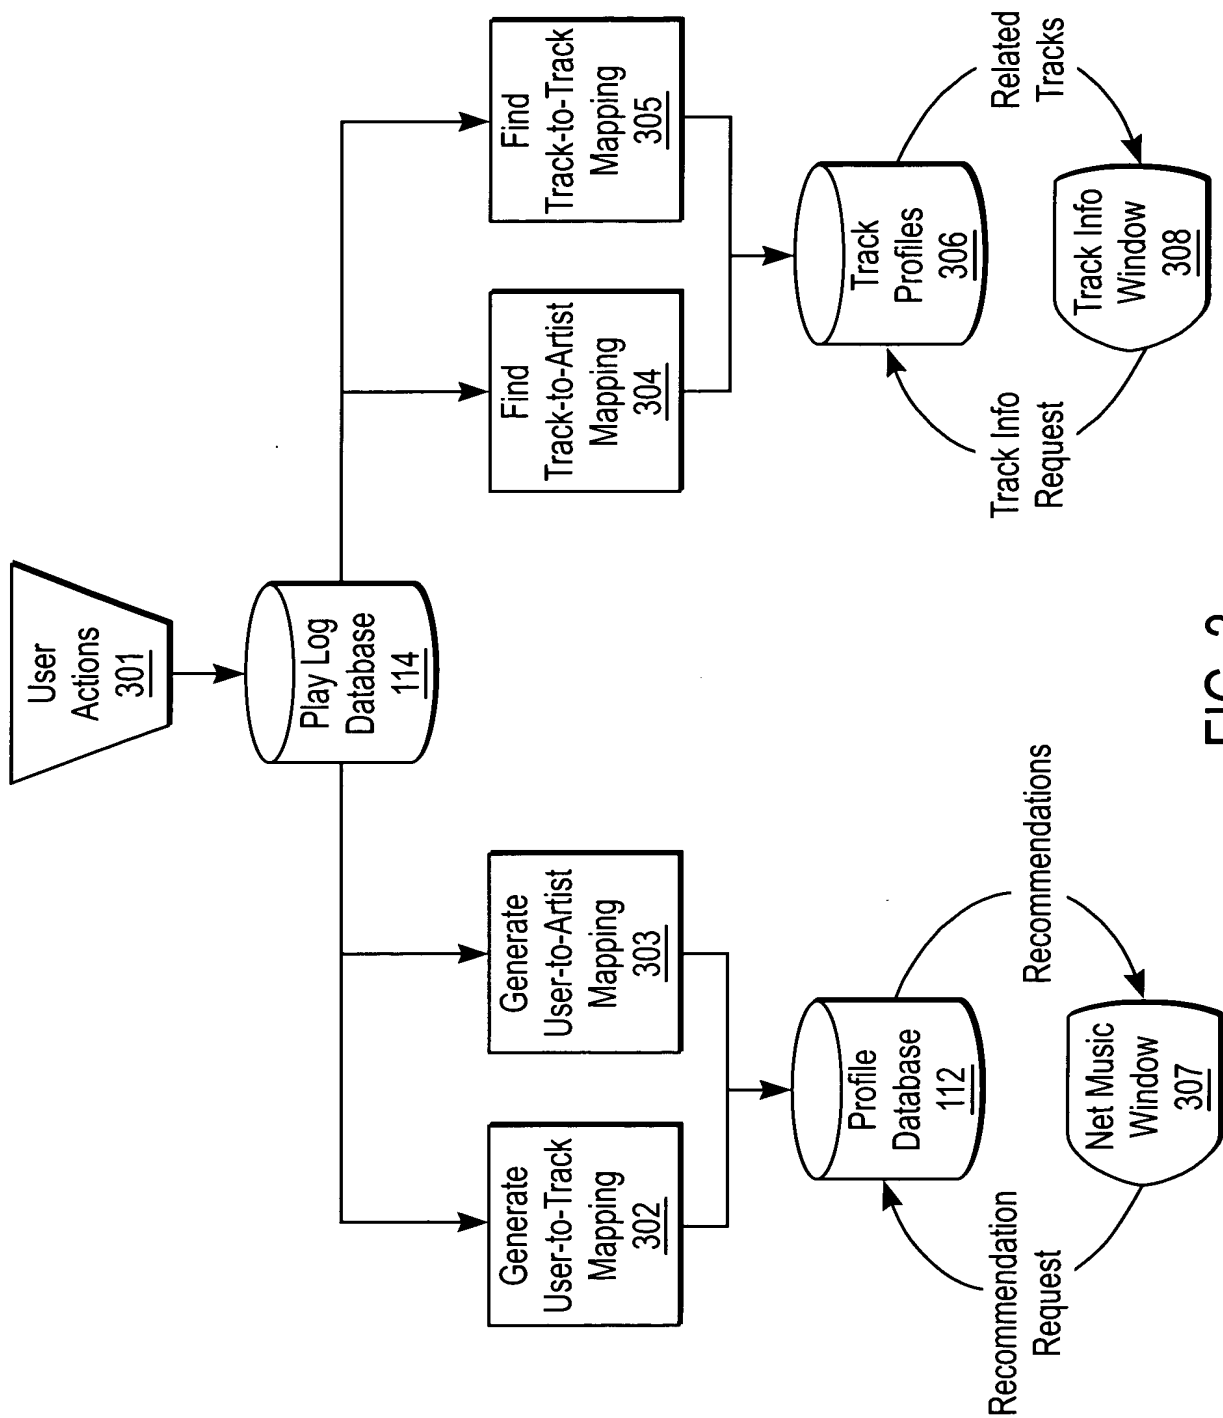 User
Actions
301
Play Log
Database
114
Generate
User-to-Track
Mapping
302
Generate
User-to-Artist
Mapping
303
Find
Track-to-Artist
Mapping
304
Find
Track-to-Track
Mapping
305
Profile
Database
112
Track
Profiles
306
Recommendation
Request
Recommendations
Track Info
Request
Related
Tracks
Net Music
Window
307
Track Info
Window
308
FIG